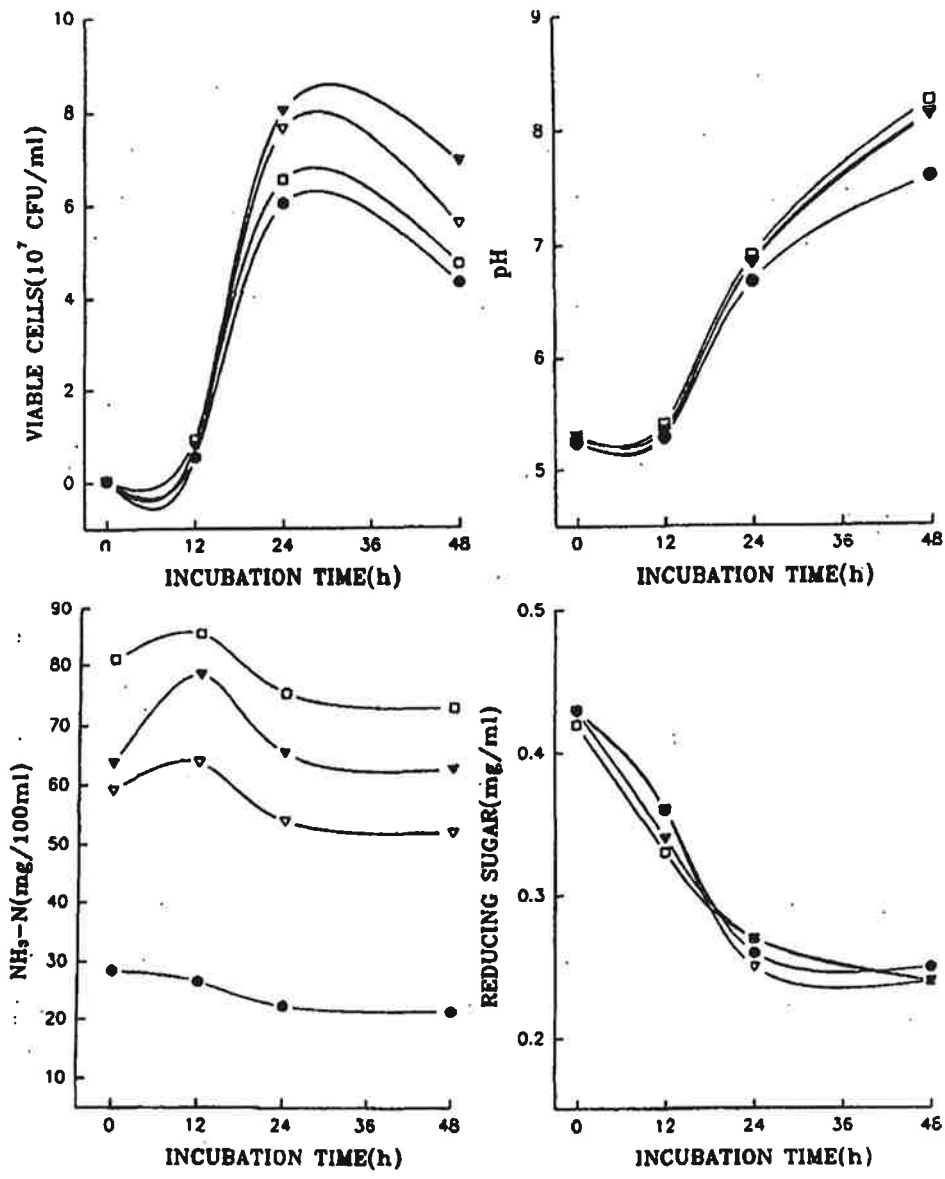 10
8
6
4
2
0
VIABLE CELLS(10⁷ CFU/ml)
0 12 24 36 48
INCUBATION TIME(h)
9
8
7
6
5
pH
0 12 24 36 48
INCUBATION TIME(h)
90
80
70
60
50
40
30
20
10
NH₃-N(mg/100ml)
0 12 24 36 48
INCUBATION TIME(h)
0.5
0.4
0.3
0.2
REDUCING SUGAR(mg/ml)
0 12 24 36 48
INCUBATION TIME(h)